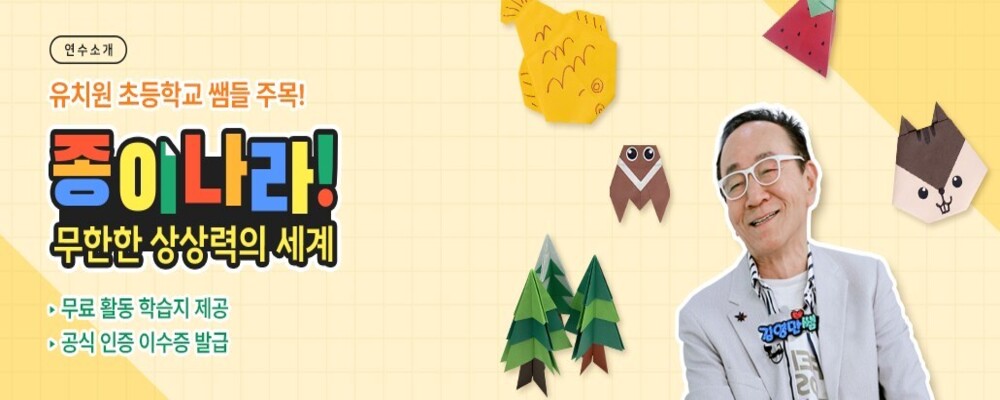 연수소개
유치원 초등학교 쌤들 주목!
종이나라!
무한한 상상력의 세계
▸ 무료 활동 학습지 제공
▸ 공식 인증 이수증 발급
김영만쌤